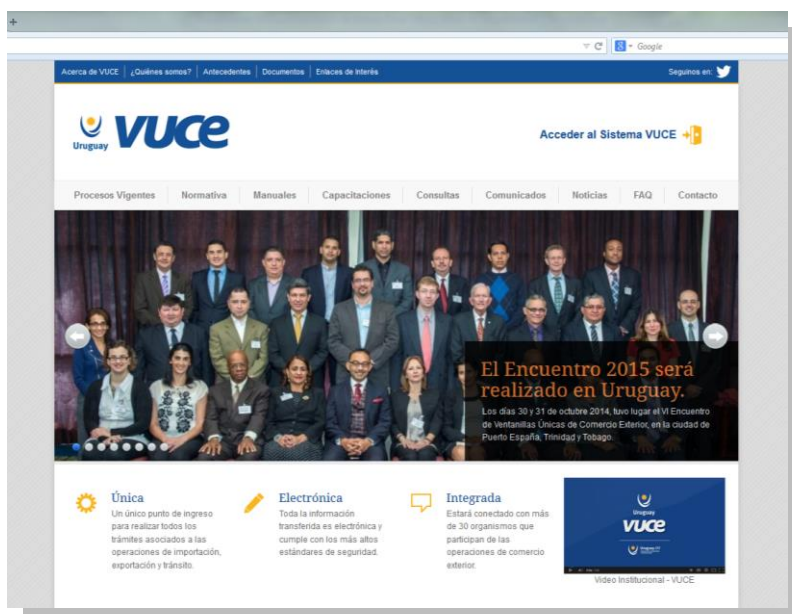 +
Google
Acerca de VUCE ¿Quiénes somos? Antecedentes Documentos Enlaces de Interés
Seguinos en:
Uruguay
VUCE
Acceder al Sistema VUCE
Procesos Vigentes Normativa Manuales Capacitaciones Consultas Comunicados Noticias FAQ Contacto
El Encuentro 2015 será
realizado en Uruguay.
Los días 30 y 31 de octubre 2014, tuvo lugar el VI Encuentro
de Ventanillas Únicas de Comercio Exterior, en la ciudad de
Puerto España, Trinidad y Tobago.
Única
Un único punto de ingreso
para realizar todos los
trámites asociados a las
operaciones de importación,
exportación y tránsito.
Electrónica
Toda la información
transferida es electrónica y
cumple con los más altos
estándares de seguridad.
Integrada
Estará conectado con más
de 30 organismos que
participan de las
operaciones de comercio
exterior.
Uruguay
VUCE
Video Institucional - VUCE